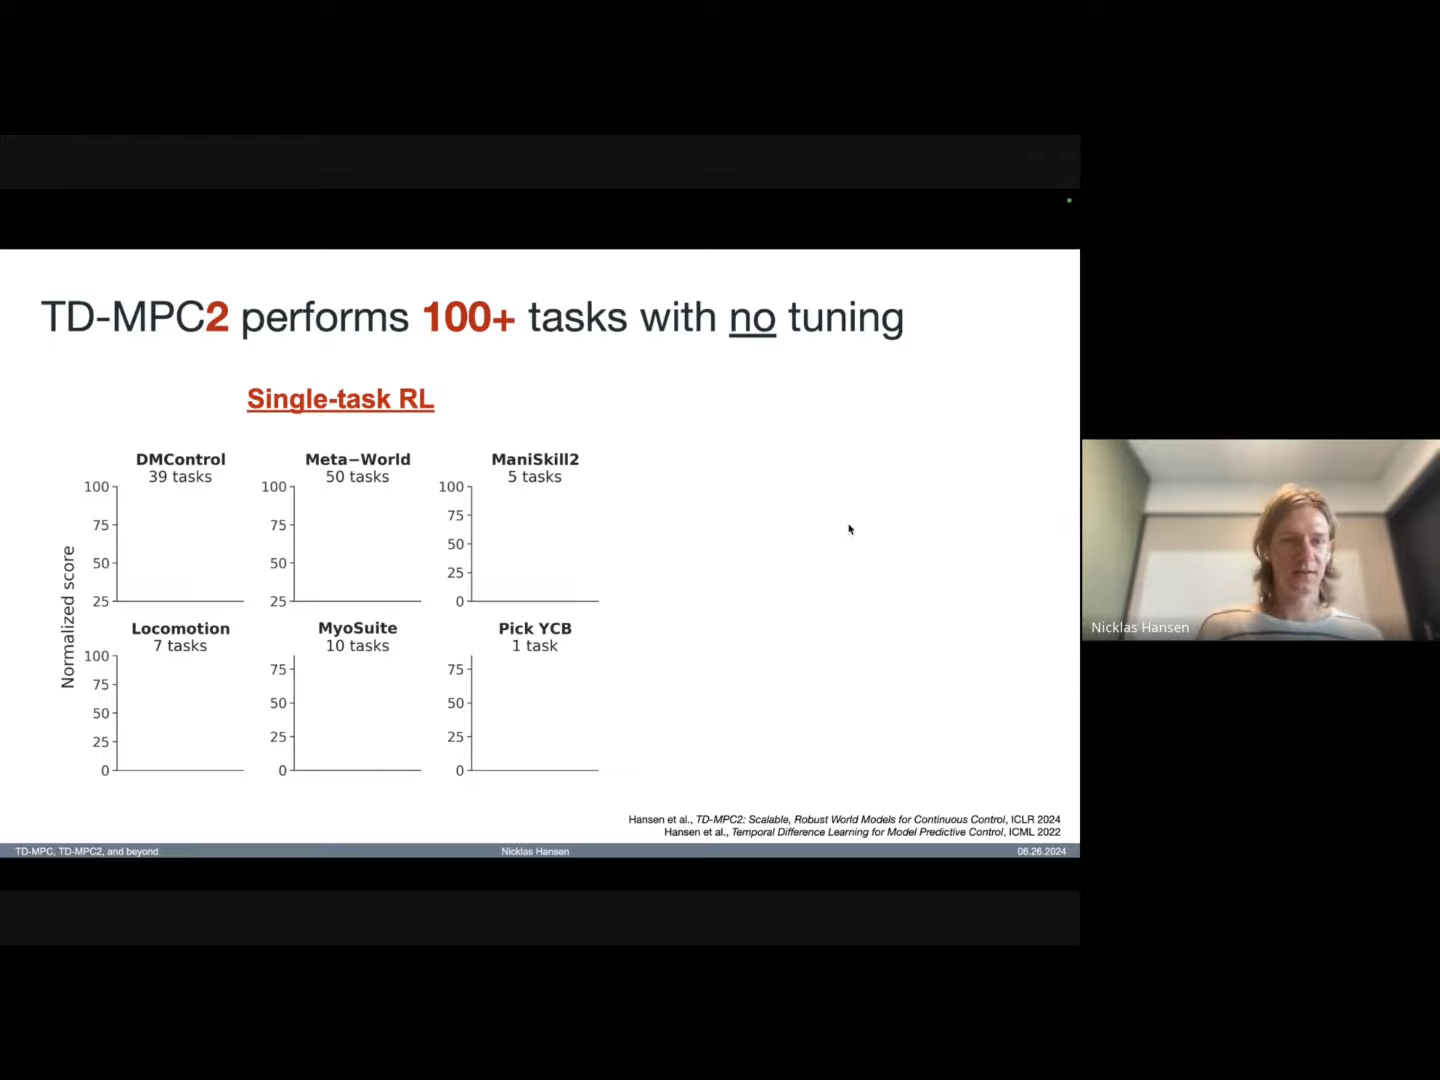 TD-MPC2 performs 100+ tasks with no tuning
Single-task RL
DMControl
39 tasks
100
75
50
25
Meta−World
50 tasks
100
75
50
25
ManiSkill2
5 tasks
100
75
50
25
0
Normalized score
Locomotion
7 tasks
100
75
50
25
0
MyoSuite
10 tasks
75
50
25
0
Pick YCB
1 task
75
50
25
0
Hansen et al., TD-MPC2: Scalable, Robust World Models for Continuous Control, ICLR 2024
Hansen et al., Temporal Difference Learning for Model Predictive Control, ICML 2022
TD-MPC, TD-MPC2, and beyond
Nicklas Hansen
06.26.2024
Nicklas Hansen